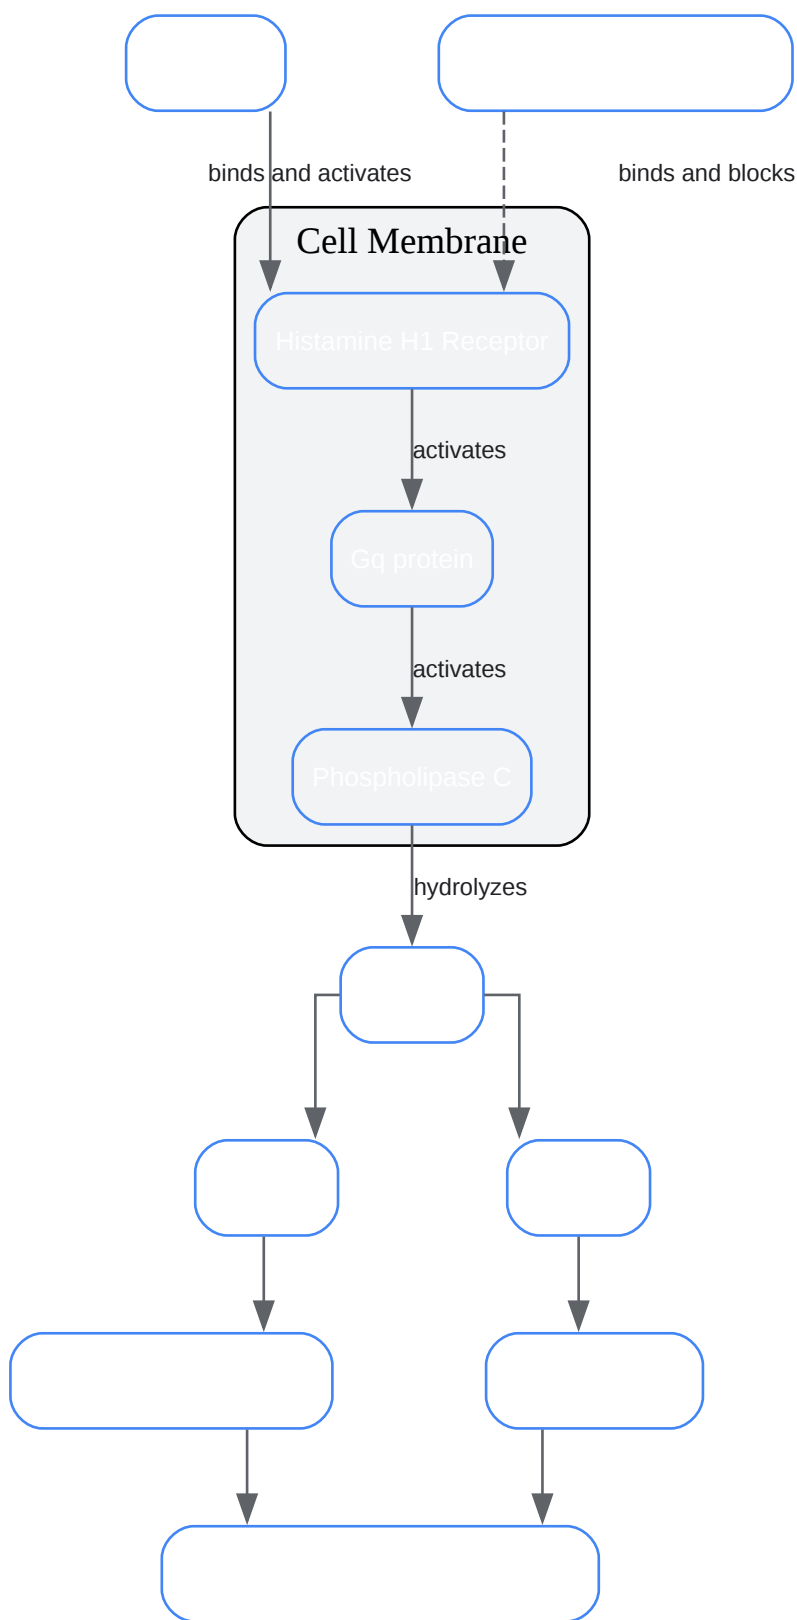 binds and activates
binds and blocks
Cell Membrane
Histamine H1 Receptor
activates
Gq protein
activates
Phospholipase C
hydrolyzes